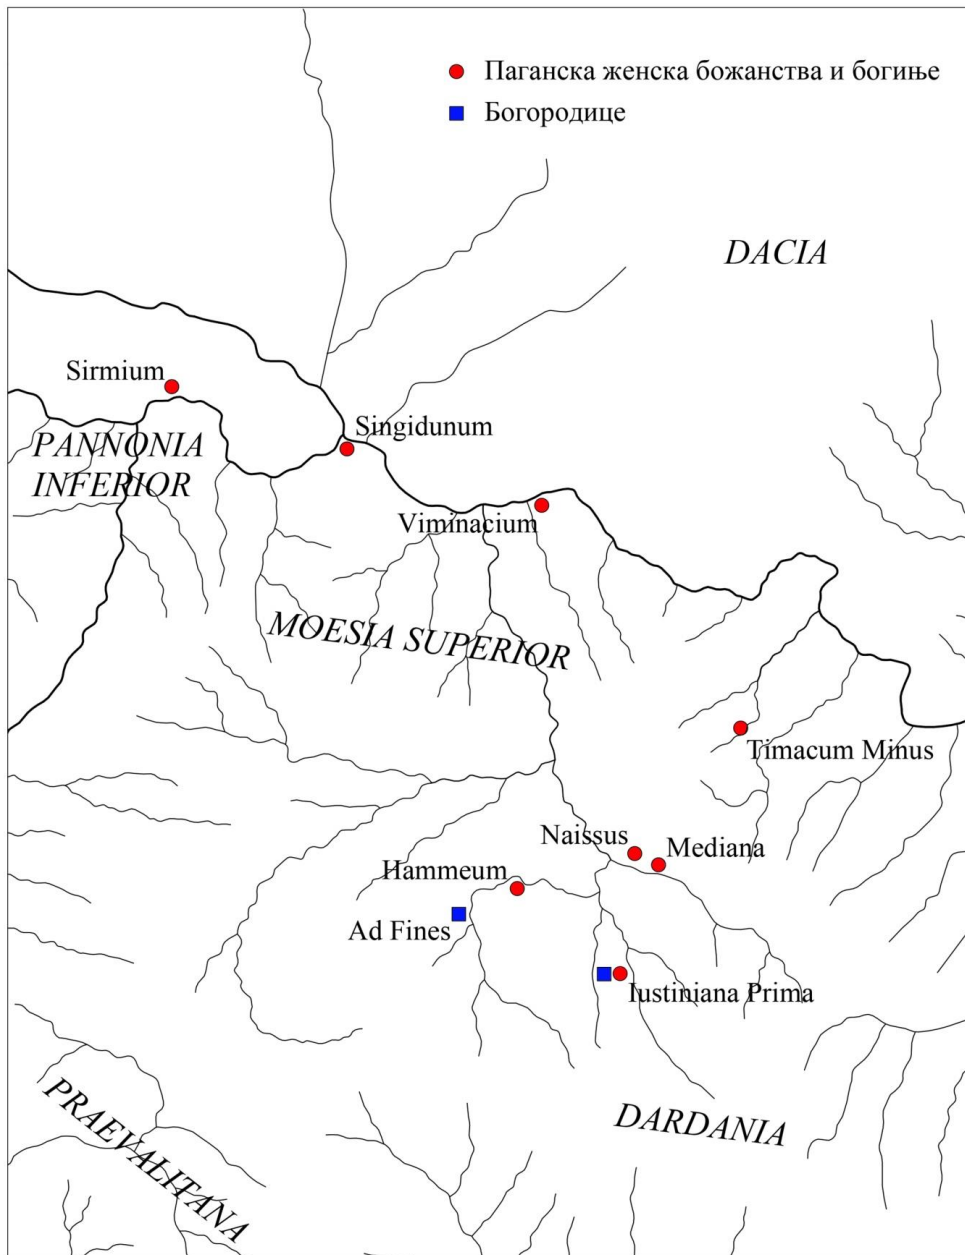 Паганска женска божанства и богиње
Богородице
DACIA
Sirmium
Singidunum
PANNONIA
INFERIOR
Viminacium
MOESIA SUPERIOR
Timacum Minus
Naissus
Mediana
Hammeum
Ad Fines
Iustiniana Prima
PRAEVALITANA
DARDANIA